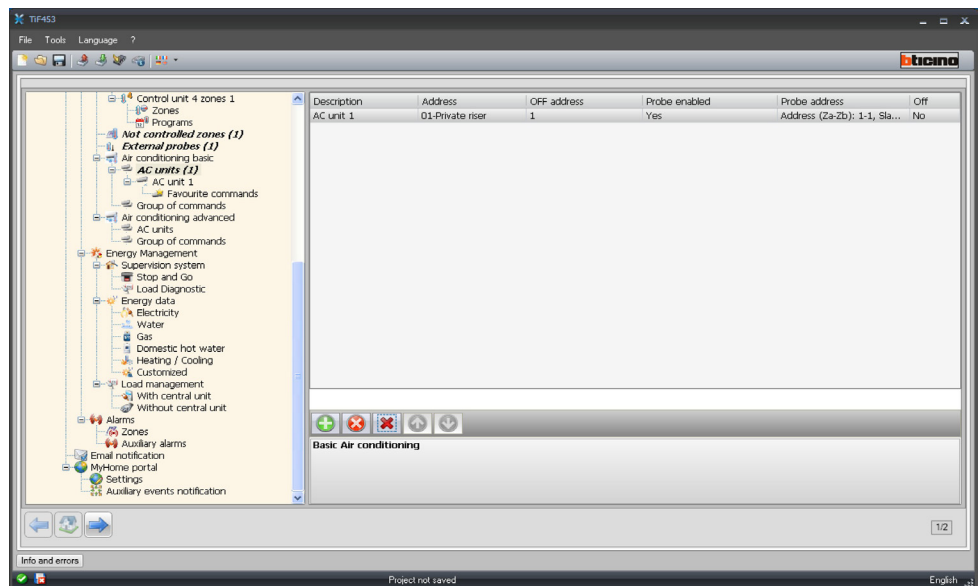 TiF453
File Tools Language ?
bticino
Control unit 4 zones 1
Zones
Programs
Not controlled zones (1)
External probes (1)
Air conditioning basic
AC units (1)
AC unit 1
Favourite commands
Group of commands
Air conditioning advanced
AC units
Group of commands
Energy Management
Supervision system
Stop and Go
Load Diagnostic
Energy data
Electricity
Water
Gas
Domestic hot water
Heating / Cooling
Customized
Load management
With central unit
Without central unit
Alarms
Zones
Auxiliary alarms
Email notification
MyHome portal
Settings
Auxiliary events notification
Description Address OFF address Probe enabled Probe address Off
AC unit 1 01-Private riser 1 Yes Address (Za-Zb): 1-1, Sla... No
Basic Air conditioning
1/2
Info and errors
Project not saved English